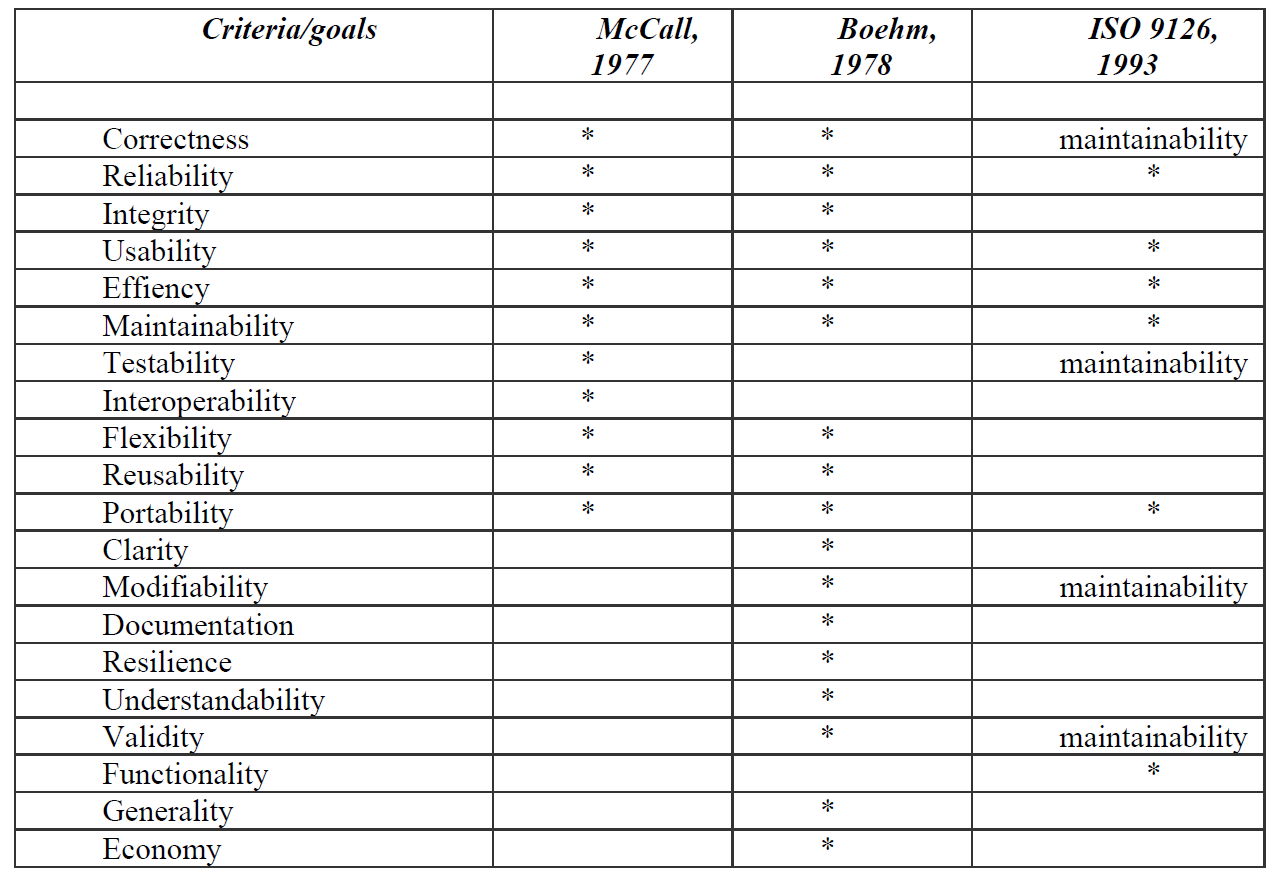 Criteria/goals McCall, 1977 Boehm, 1978 ISO 9126, 1993
Correctness * * maintainability
Reliability * * *
Integrity * *
Usability * * *
Effiency * * *
Maintainability * * *
Testability * maintainability
Interoperability *
Flexibility * *
Reusability * *
Portability * * *
Clarity *
Modifiability * maintainability
Documentation *
Resilience *
Understandability *
Validity * maintainability
Functionality *
Generality *
Economy *